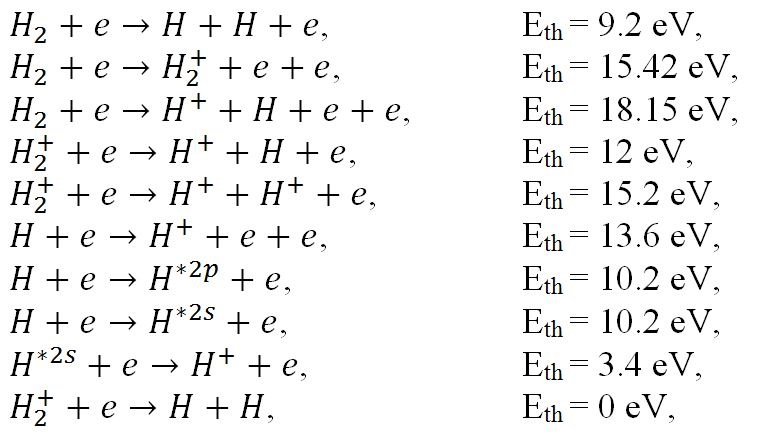 H₂ + e → H + H + e, Eₜₕ = 9.2 eV,
H₂ + e → H₂⁺ + e + e, Eₜₕ = 15.42 eV,
H₂ + e → H⁺ + H + e + e, Eₜₕ = 18.15 eV,
H₂⁺ + e → H⁺ + H + e, Eₜₕ = 12 eV,
H₂⁺ + e → H⁺ + H⁺ + e, Eₜₕ = 15.2 eV,
H + e → H⁺ + e + e, Eₜₕ = 13.6 eV,
H + e → H*²ᵖ + e, Eₜₕ = 10.2 eV,
H + e → H*²ˢ + e, Eₜₕ = 10.2 eV,
H*²ˢ + e → H⁺ + e, Eₜₕ = 3.4 eV,
H₂⁺ + e → H + H, Eₜₕ = 0 eV,